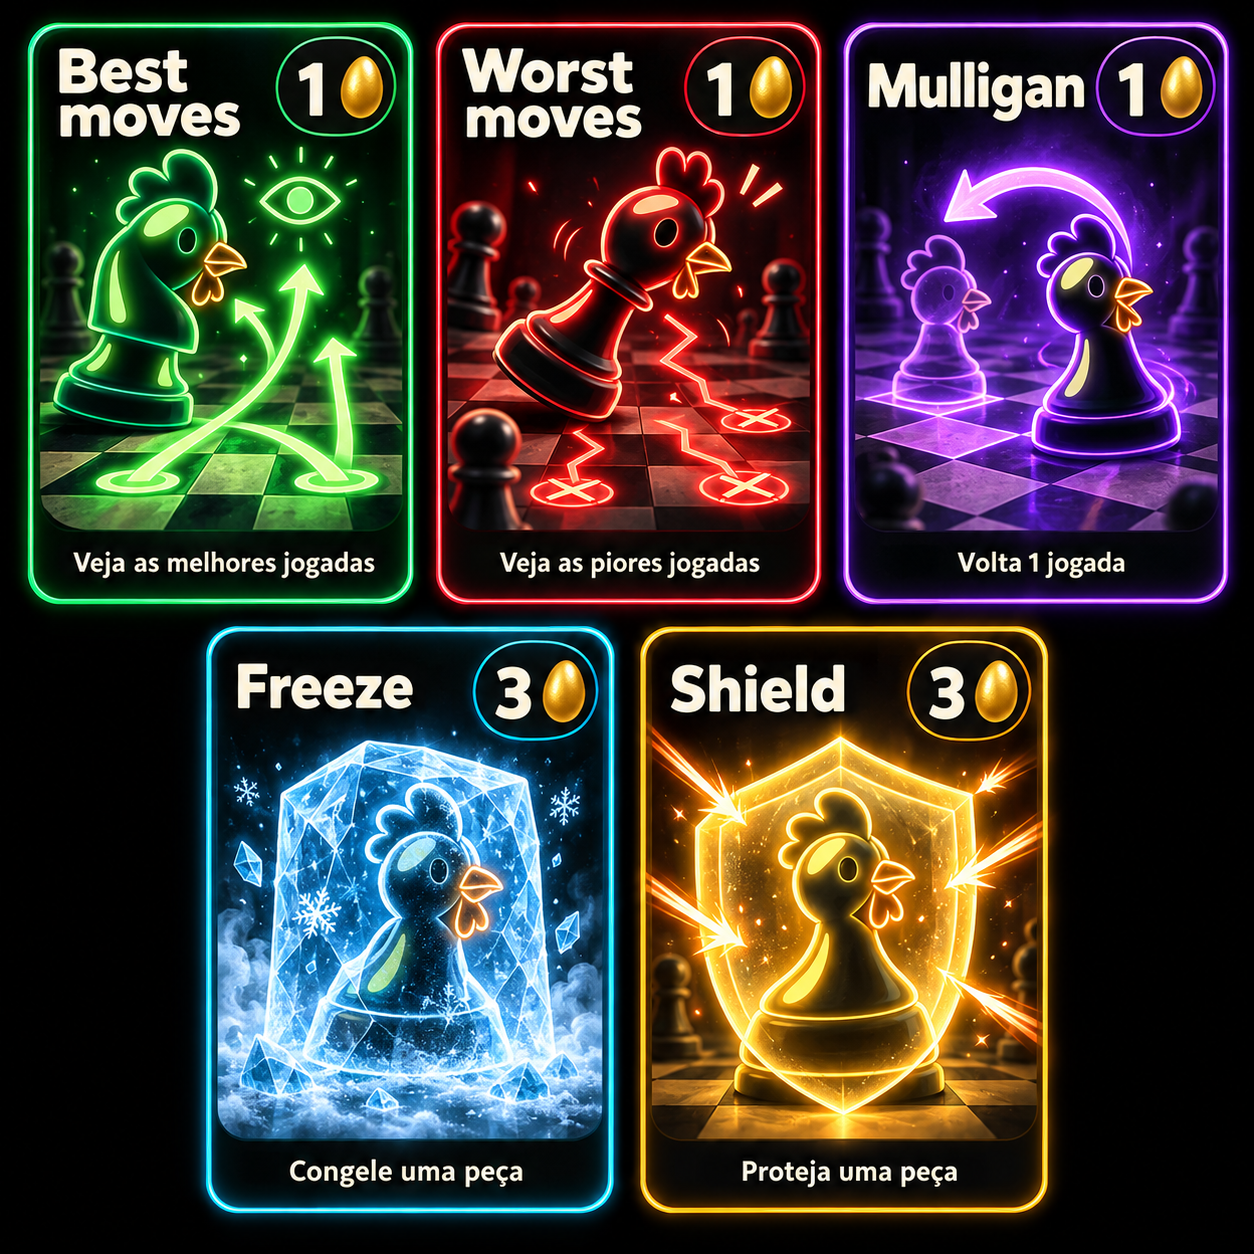 Best
moves
1
Worst
moves
1
Mulligan
1
Veja as melhores jogadas
Veja as piores jogadas
Volta 1 jogada
Freeze
3
Shield
3
Congele uma peça
Proteja uma peça